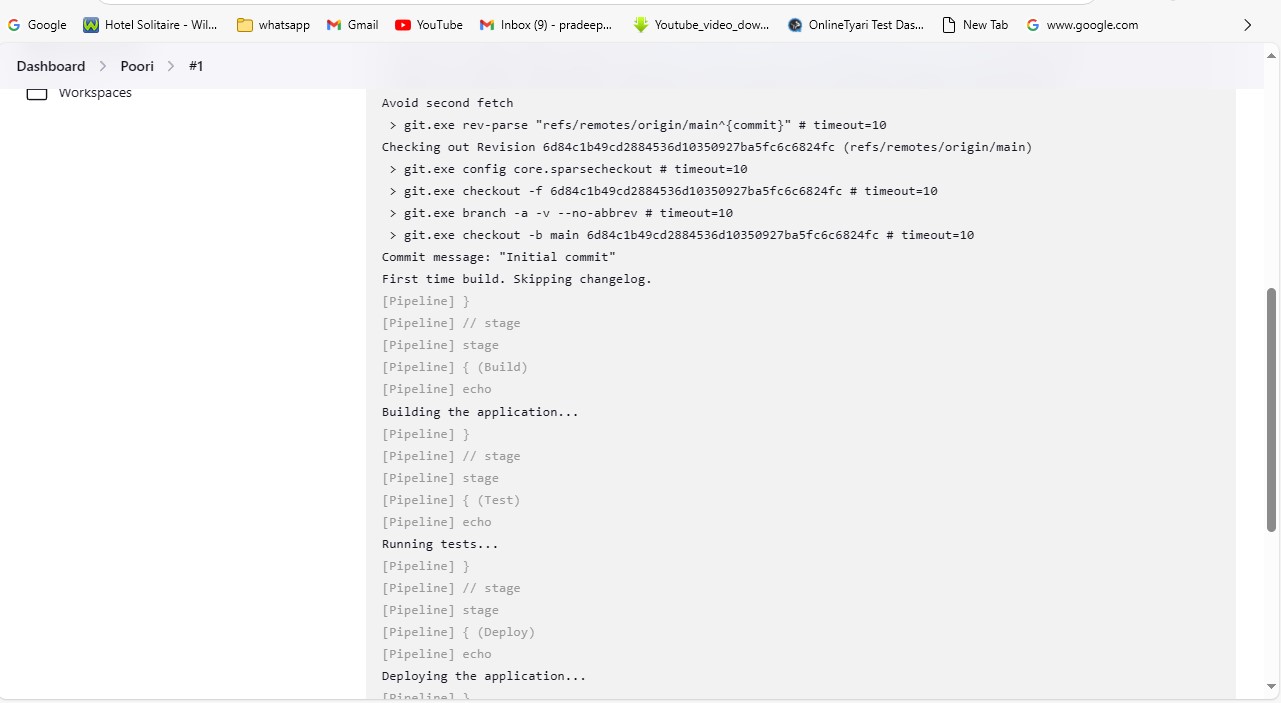 Google Hotel Solitaire - Wil... whatsapp Gmail YouTube Inbox (9) - pradeep... Youtube_video_dow... OnlineTyari Test Das... New Tab www.google.com
Dashboard > Poori > #1
Workspaces
Avoid second fetch
> git.exe rev-parse "refs/remotes/origin/main^{commit}" # timeout=10
Checking out Revision 6d84c1b49cd2884536d10350927ba5fc6c6824fc (refs/remotes/origin/main)
> git.exe config core.sparsecheckout # timeout=10
> git.exe checkout -f 6d84c1b49cd2884536d10350927ba5fc6c6824fc # timeout=10
> git.exe branch -a -v --no-abbrev # timeout=10
> git.exe checkout -b main 6d84c1b49cd2884536d10350927ba5fc6c6824fc # timeout=10
Commit message: "Initial commit"
First time build. Skipping changelog.
[Pipeline] }
[Pipeline] // stage
[Pipeline] stage
[Pipeline] { (Build)
[Pipeline] echo
Building the application...
[Pipeline] }
[Pipeline] // stage
[Pipeline] stage
[Pipeline] { (Test)
[Pipeline] echo
Running tests...
[Pipeline] }
[Pipeline] // stage
[Pipeline] stage
[Pipeline] { (Deploy)
[Pipeline] echo
Deploying the application...
[Pipeline] }